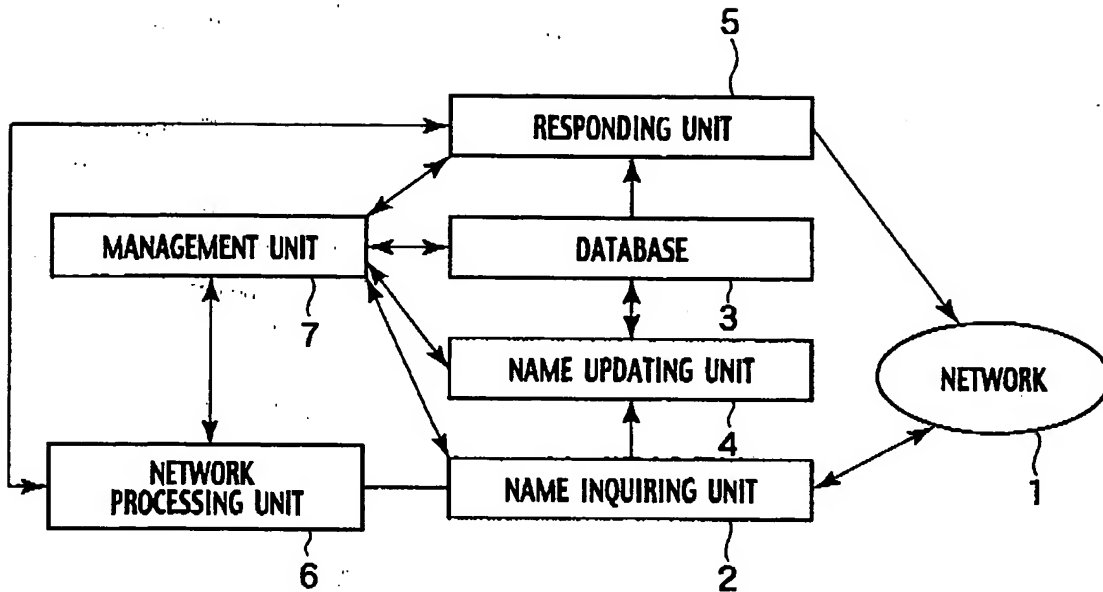 5
RESPONDING UNIT
MANAGEMENT UNIT
7
DATABASE
3
NAME UPDATING UNIT
4
NETWORK
1
NETWORK
PROCESSING UNIT
6
NAME INQUIRING UNIT
2